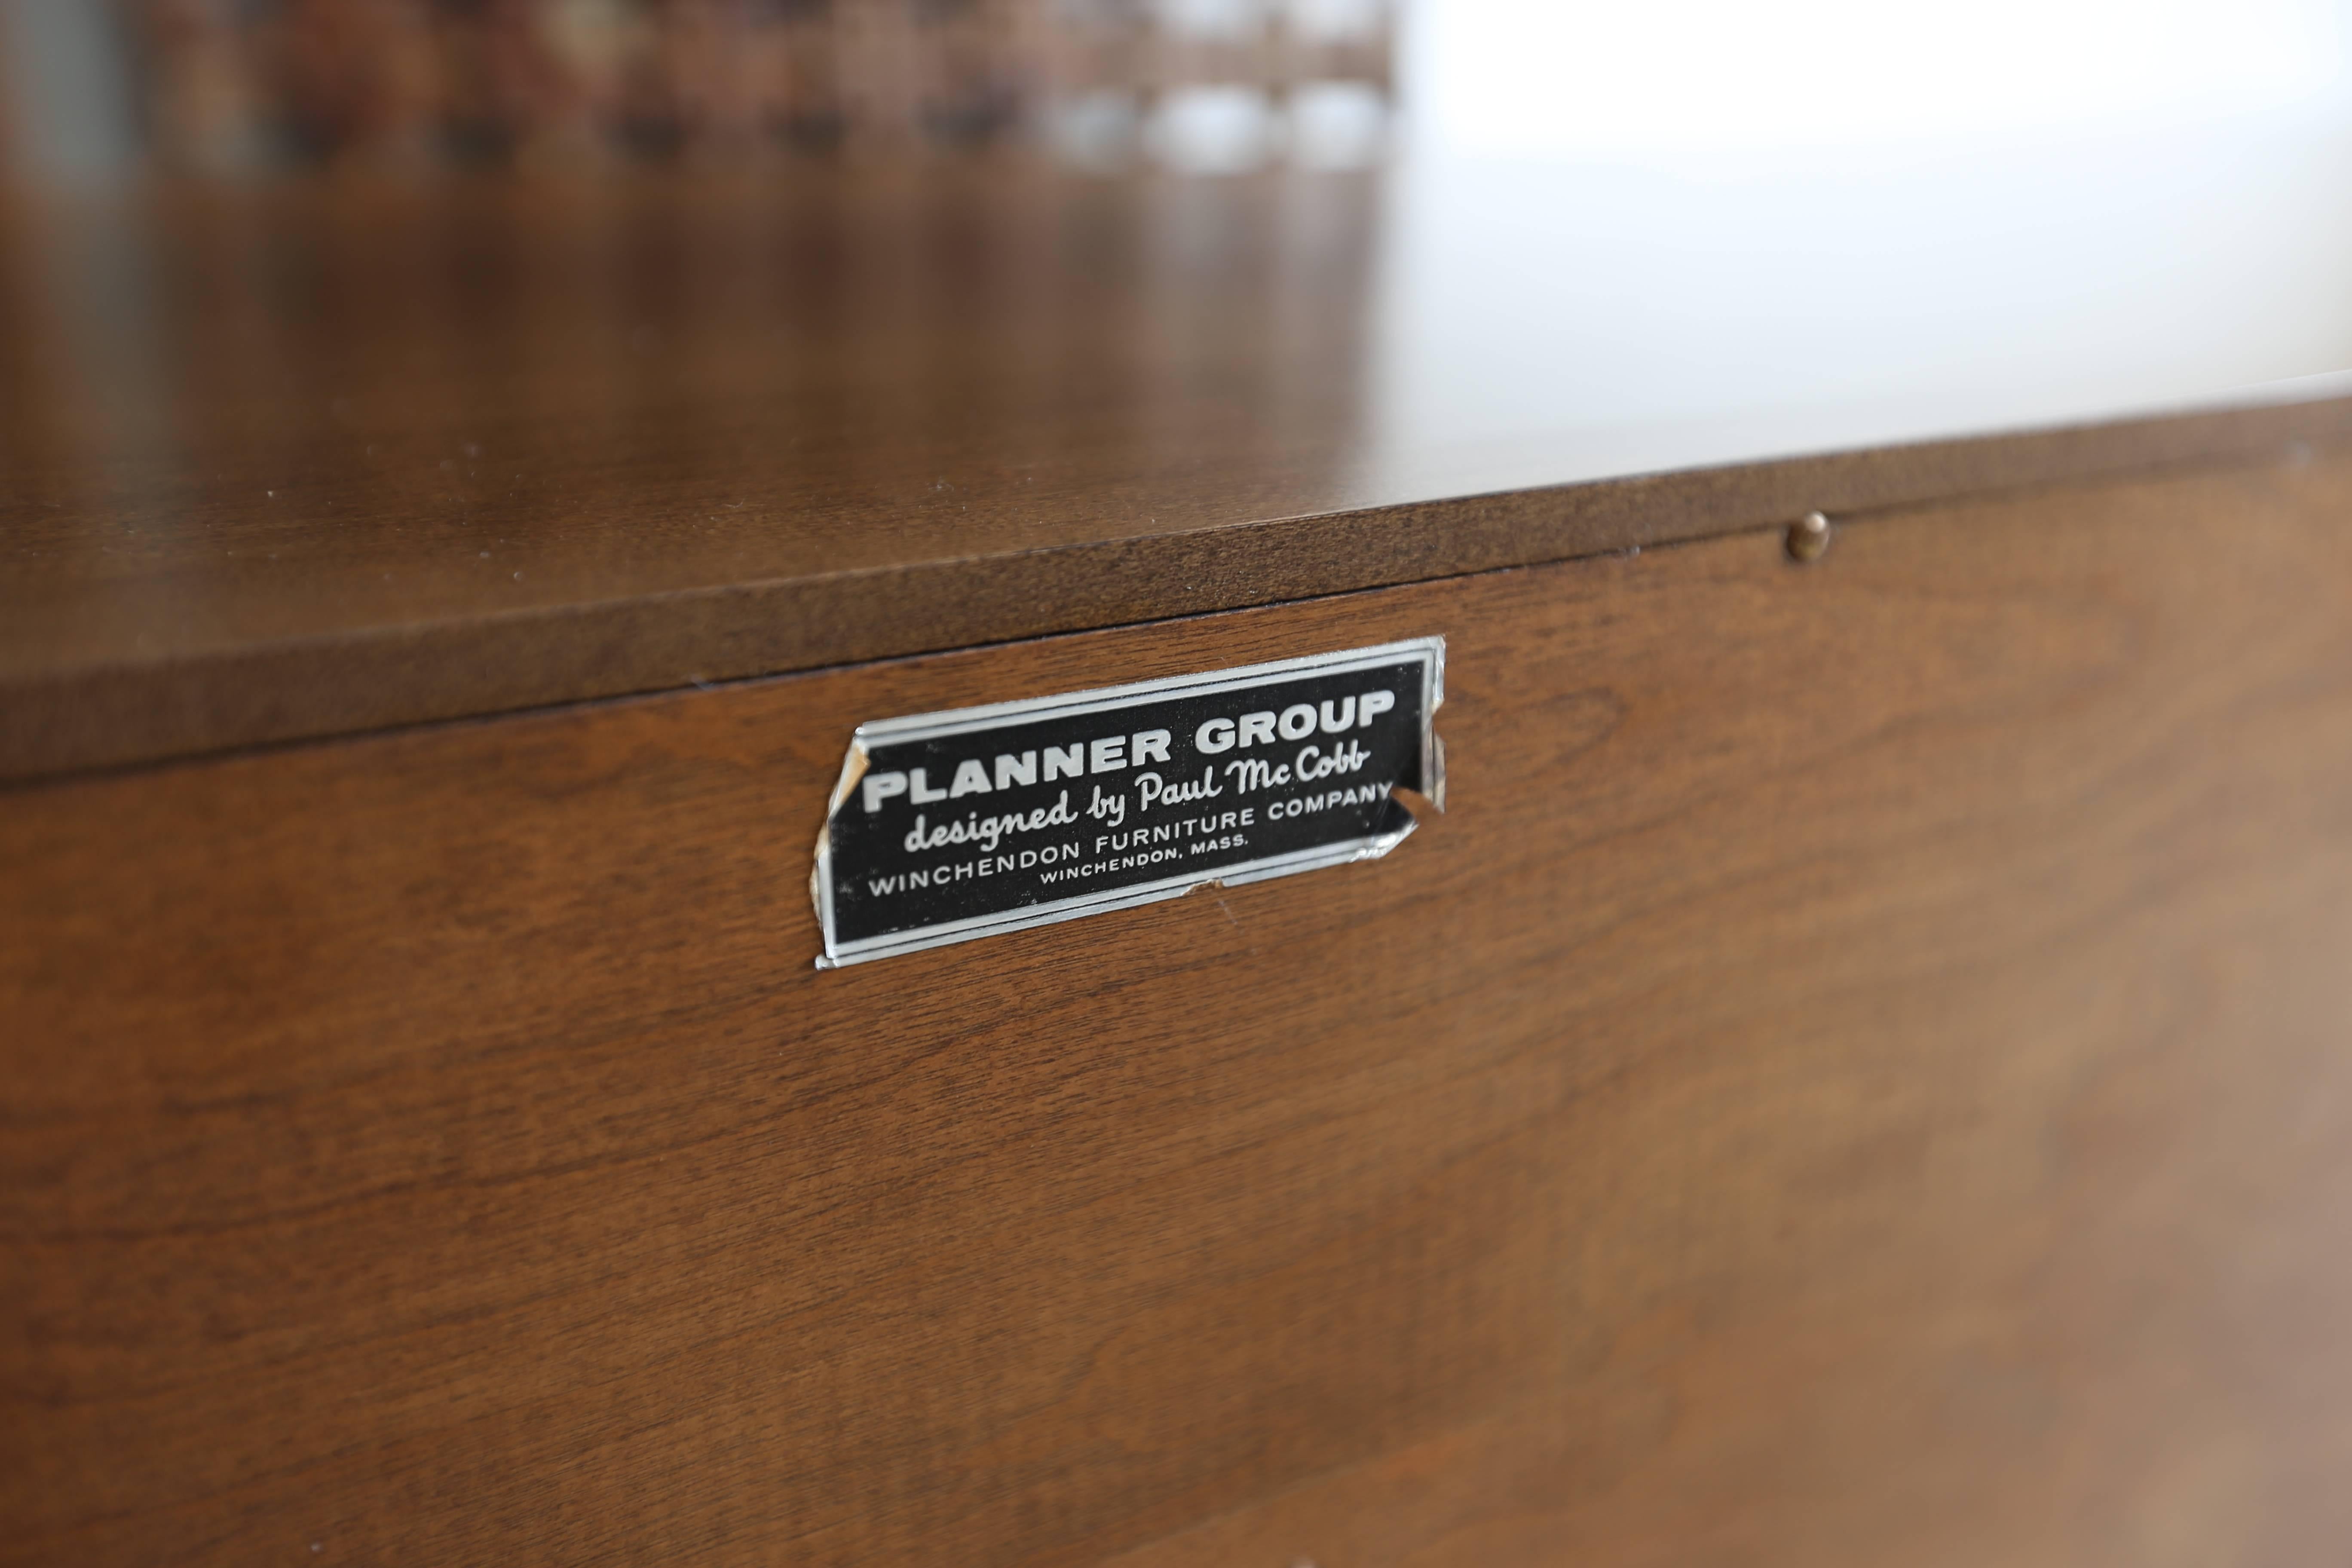 PLANNER GROUP
designed by Paul McCobb
WINCHENDON FURNITURE COMPANY
WINCHENDON, MASS.